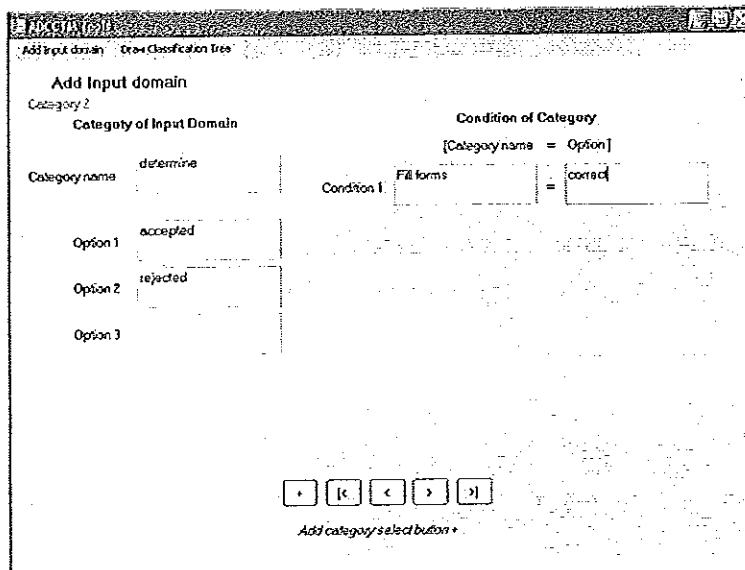 Add Input domain Draw Classification Tree
Add Input domain
Category 2
Category of Input Domain
Condition of Category
[Category name = Option]
Category name determine
Condition 1 Fill forms = correct
Option 1 accepted
Option 2 rejected
Option 3
+ [< < > >]
Add category select button +